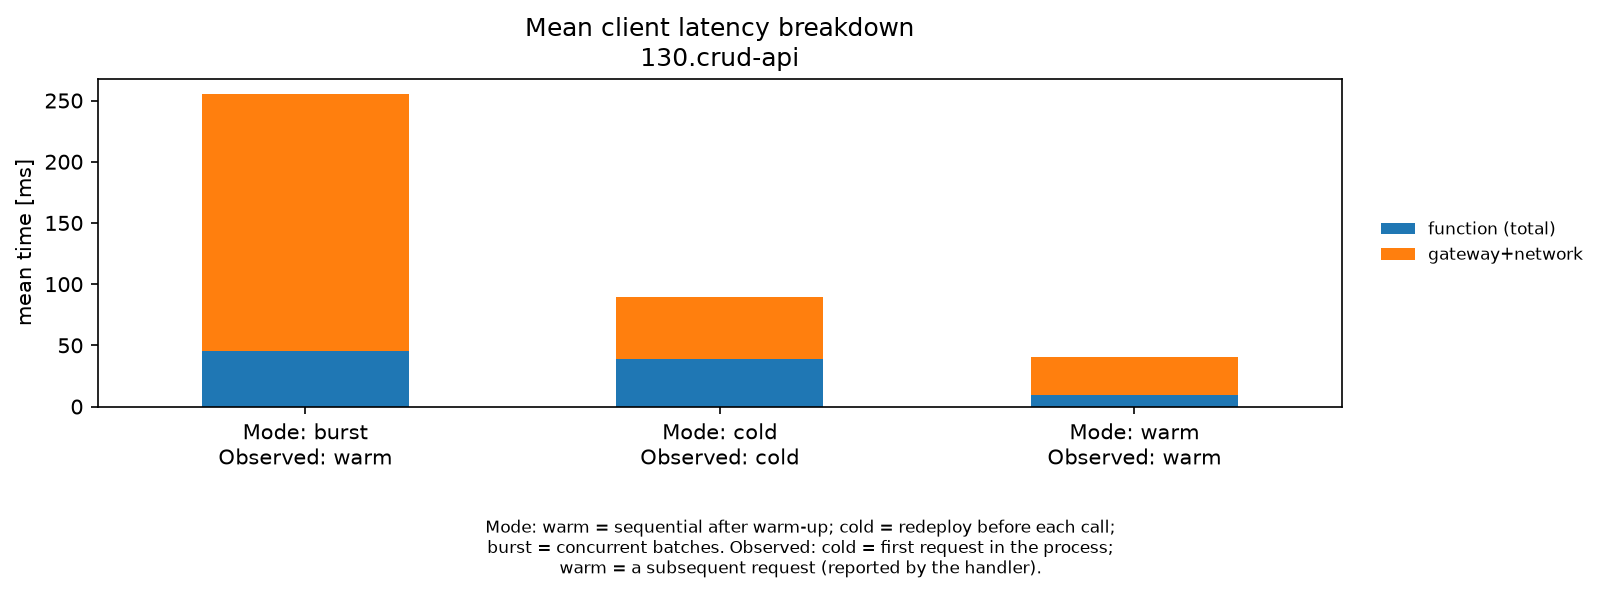 Mean client latency breakdown
130.crud-api
mean time [ms]
250
200
150
100
50
0
Mode: burst
Observed: warm
Mode: cold
Observed: cold
Mode: warm
Observed: warm
function (total)
gateway+network
Mode: warm = sequential after warm-up; cold = redeploy before each call;
burst = concurrent batches. Observed: cold = first request in the process;
warm = a subsequent request (reported by the handler).